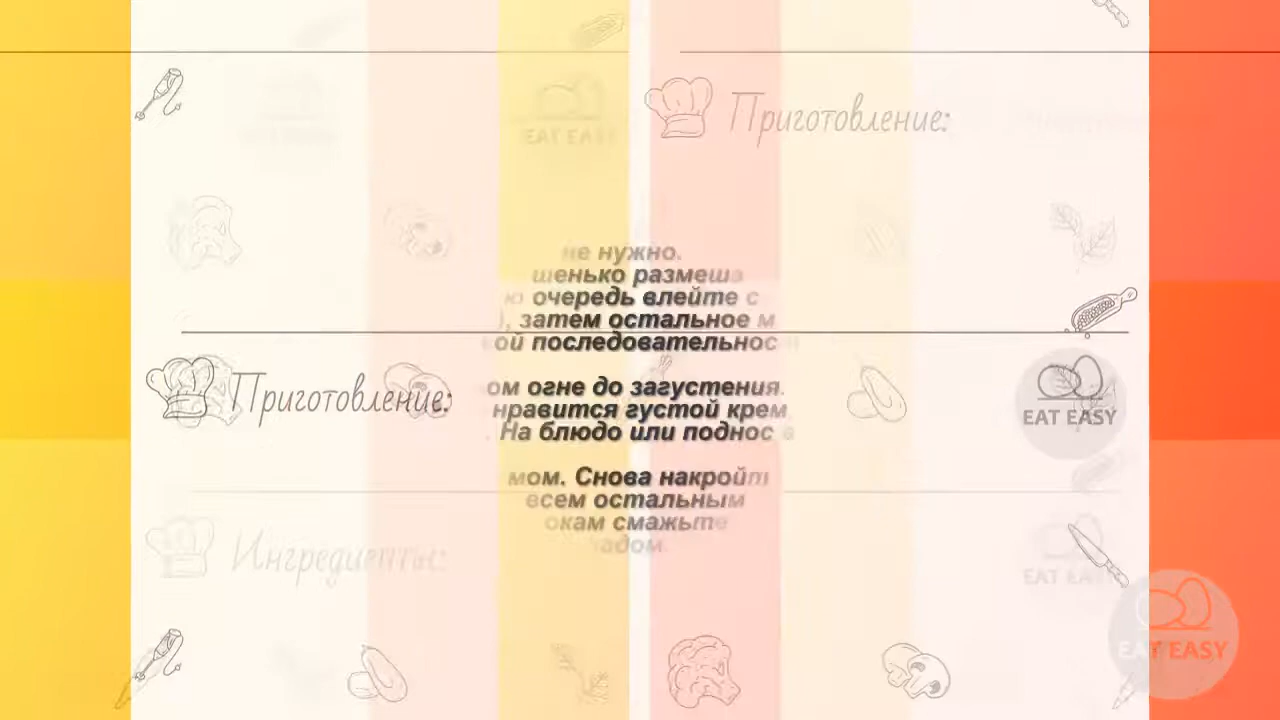 EAT EASY
Приготовление:
не нужно.
шенько размеша
ю очередь влейте с
), затем остальное м
ой последовательнос
ом огне до загустения.
Приготовление:
нравится густой крем
EAT EASY
. На блюдо или поднос в
мом. Снова накройт
всем остальным
окам смажьте
адом.
Ингредиенты:
EAT EASY
EAT EASY